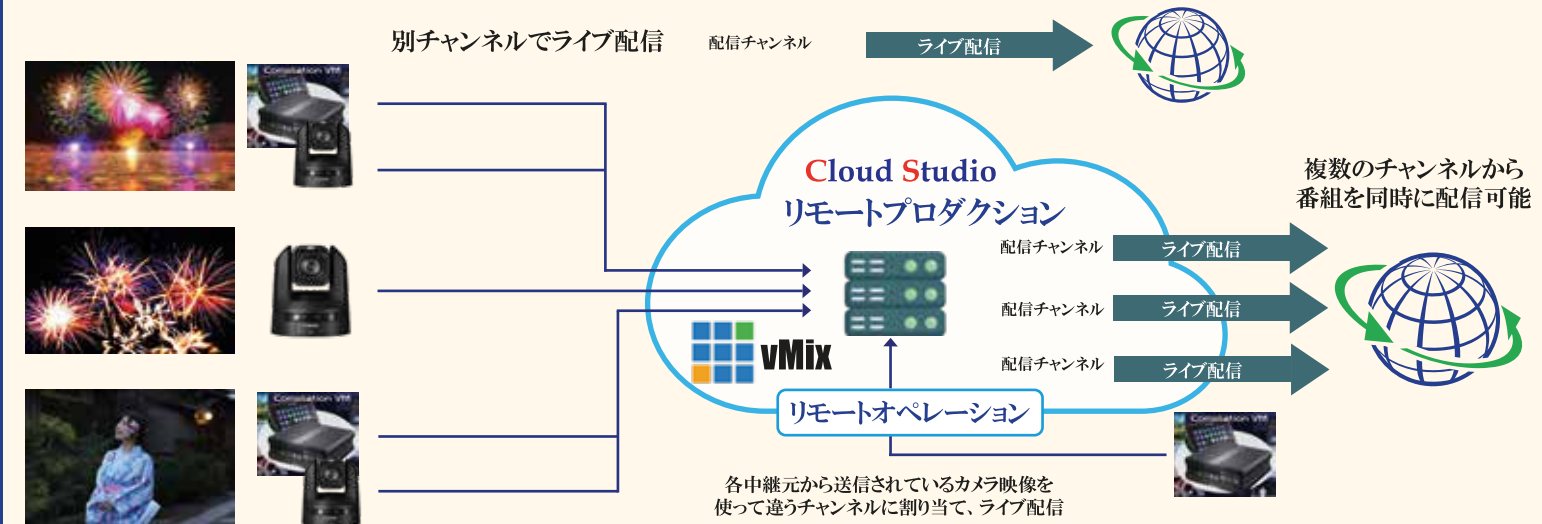 別チャンネルでライブ配信
配信チャンネル
ライブ配信
Constation VM
Cloud Studio
リモートプロダクション
複数のチャンネルから
番組を同時に配信可能
配信チャンネル
ライブ配信
配信チャンネル
ライブ配信
配信チャンネル
ライブ配信
vMix
リモートオペレーション
Constation VM
Constation VM
各中継元から送信されているカメラ映像を
使って違うチャンネルに割り当て、ライブ配信